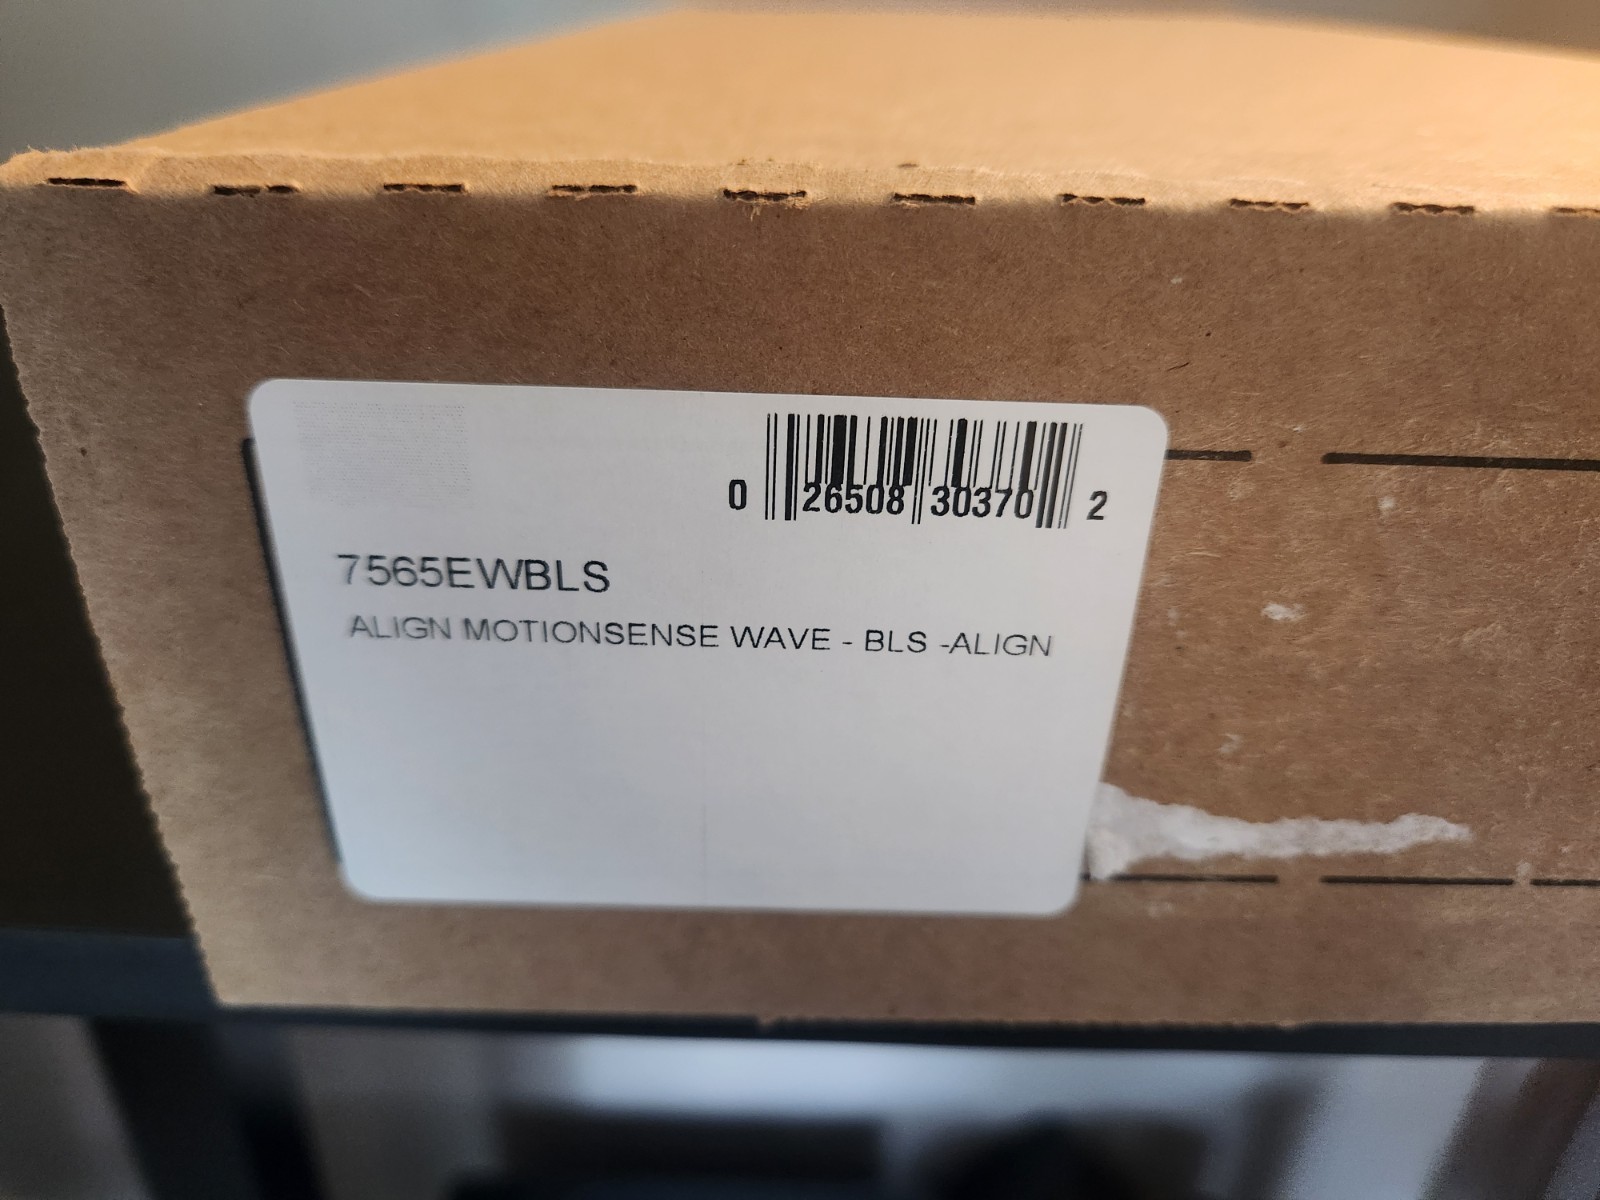 0 26508 30370 2
7565EWBLS
ALIGN MOTIONSENSE WAVE - BLS -ALIGN